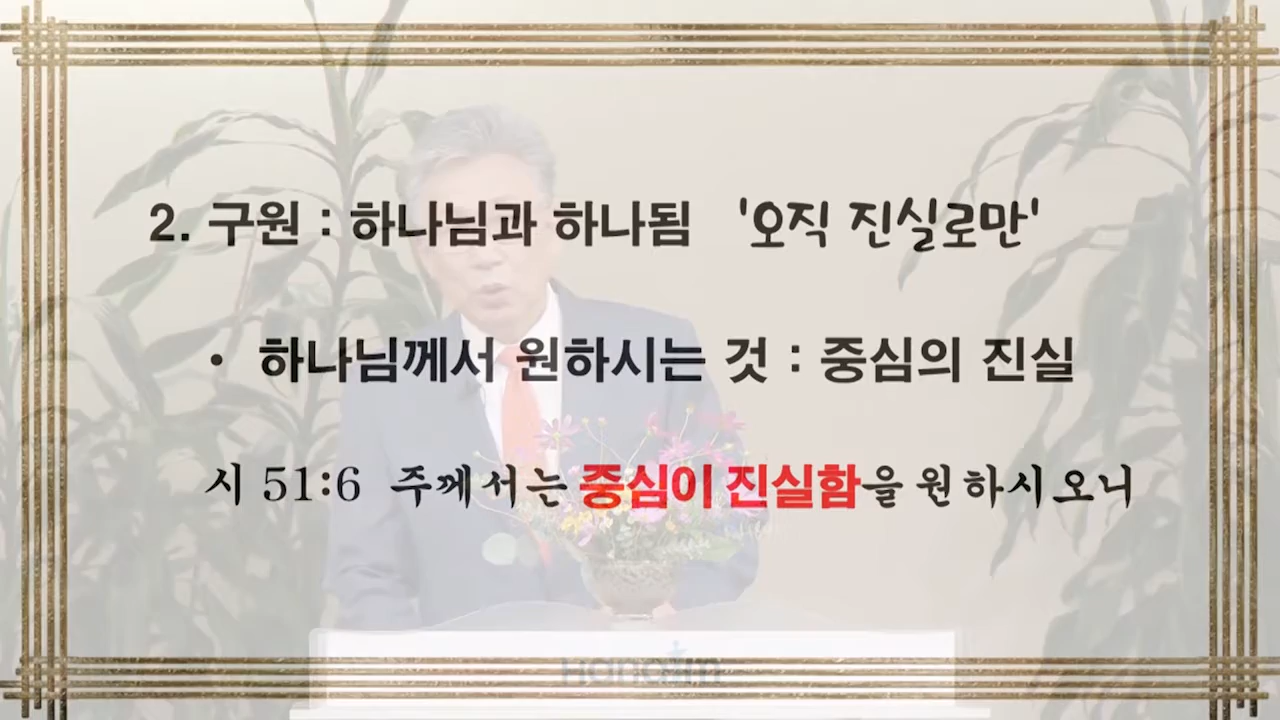 2. 구원 : 하나님과 하나됨 '오직 진실로만'
• 하나님께서 원하시는 것 : 중심의 진실
시 51:6 주께서는 중심이 진실함을 원하시오니